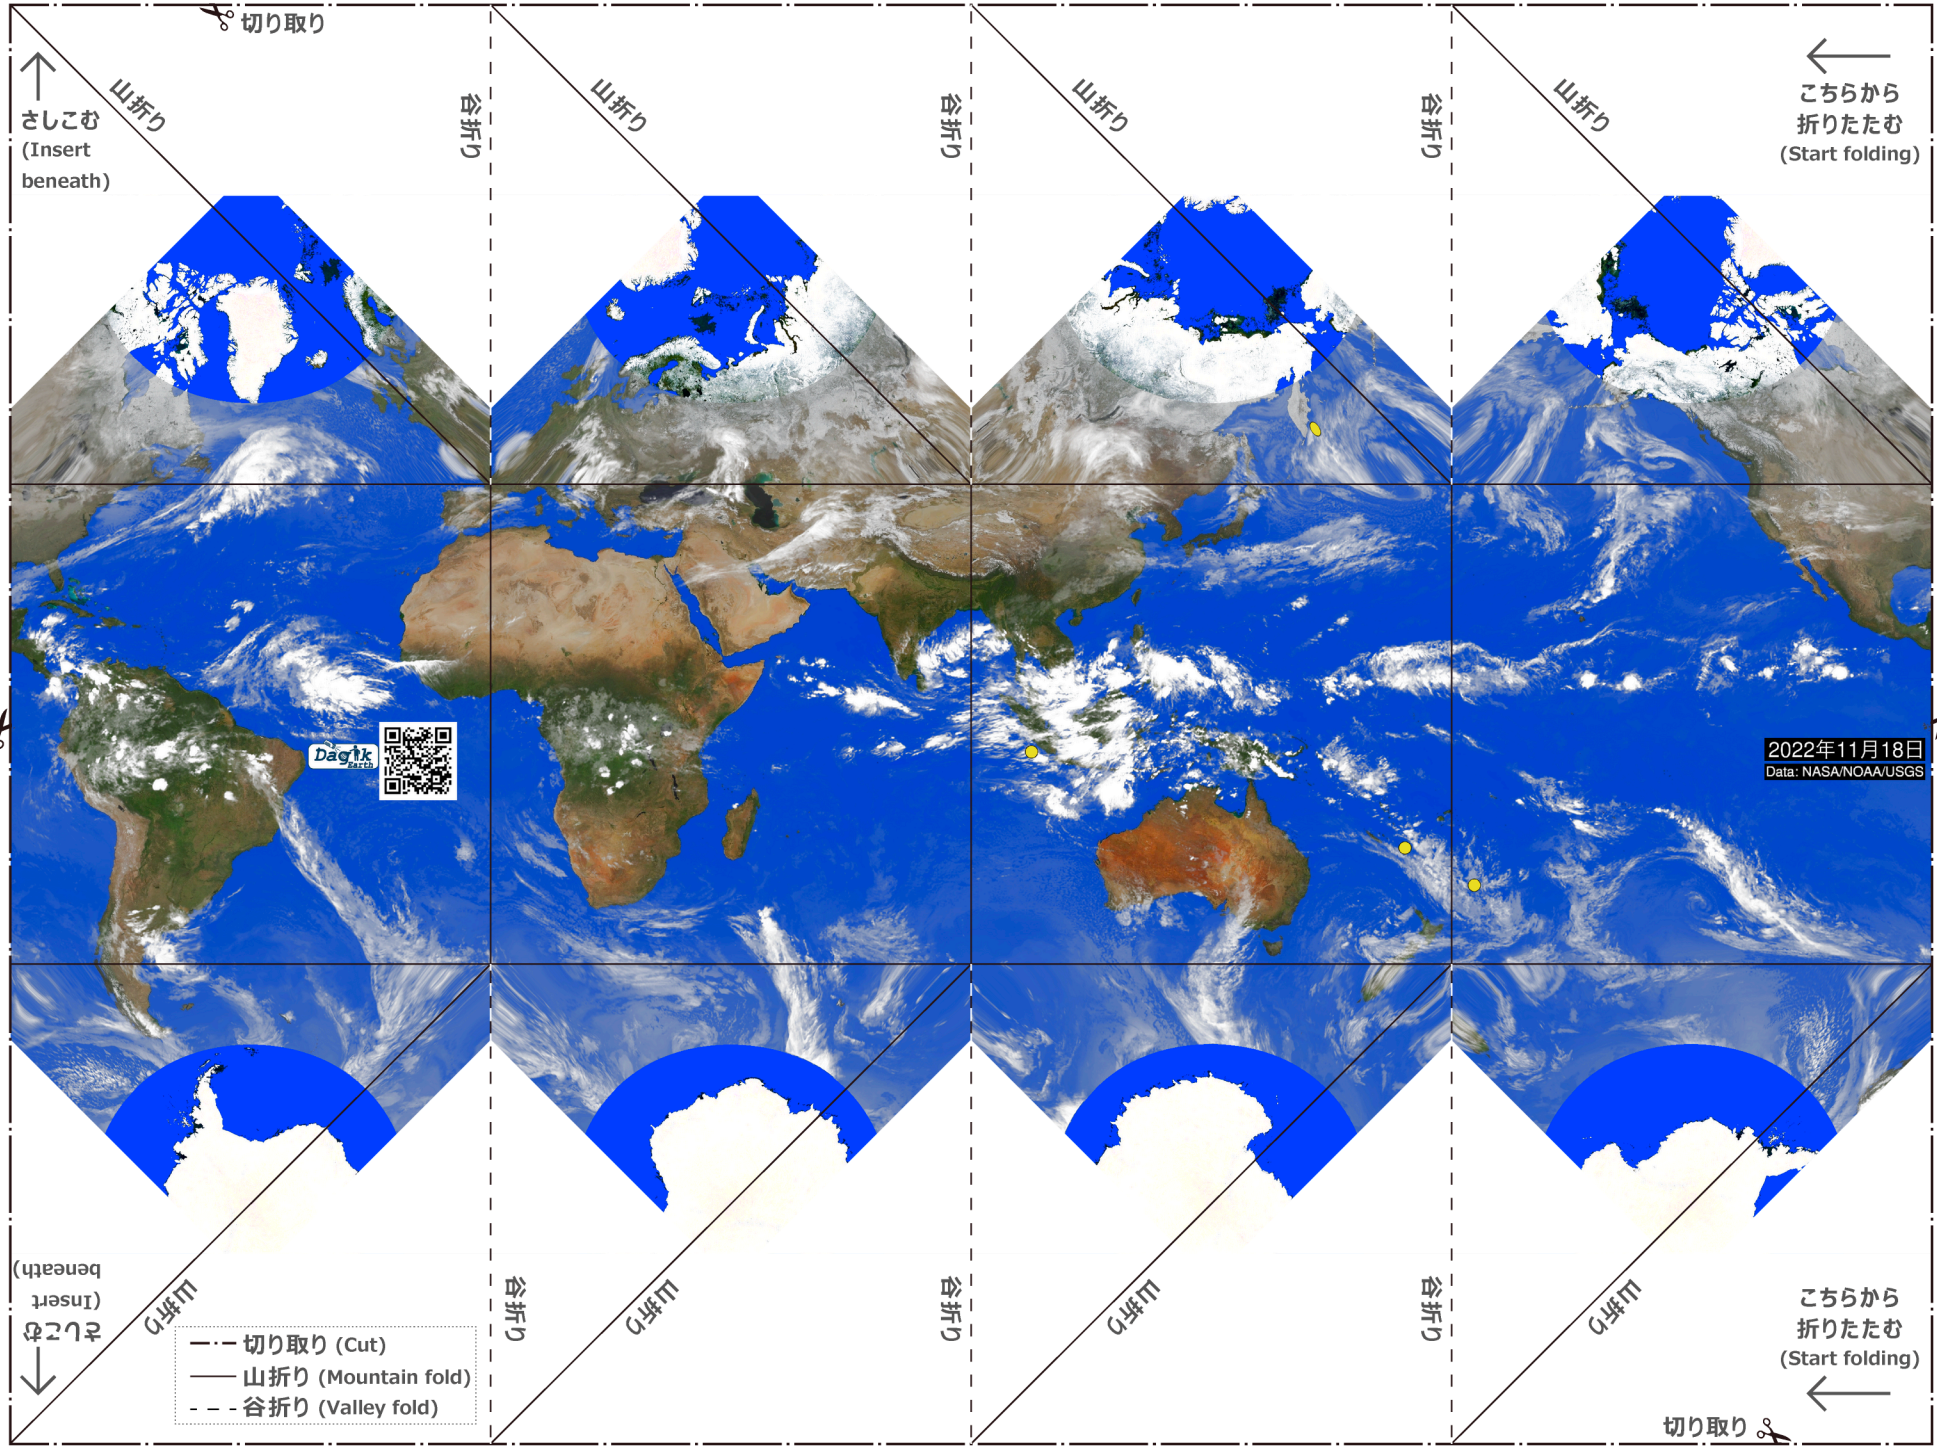 切り取り
さしこむ
(Insert
beneath)
山折り
谷折り
山折り
谷折り
山折り
谷折り
山折り
こちらから
折りたたむ
(Start folding)
Dagik
Earth
2022年11月18日
Data: NASA/NOAA/USGS
さしこむ
(Insert
beneath)
山折り
谷折り
山折り
谷折り
山折り
谷折り
山折り
こちらから
折りたたむ
(Start folding)
切り取り (Cut)
山折り (Mountain fold)
谷折り (Valley fold)
切り取り